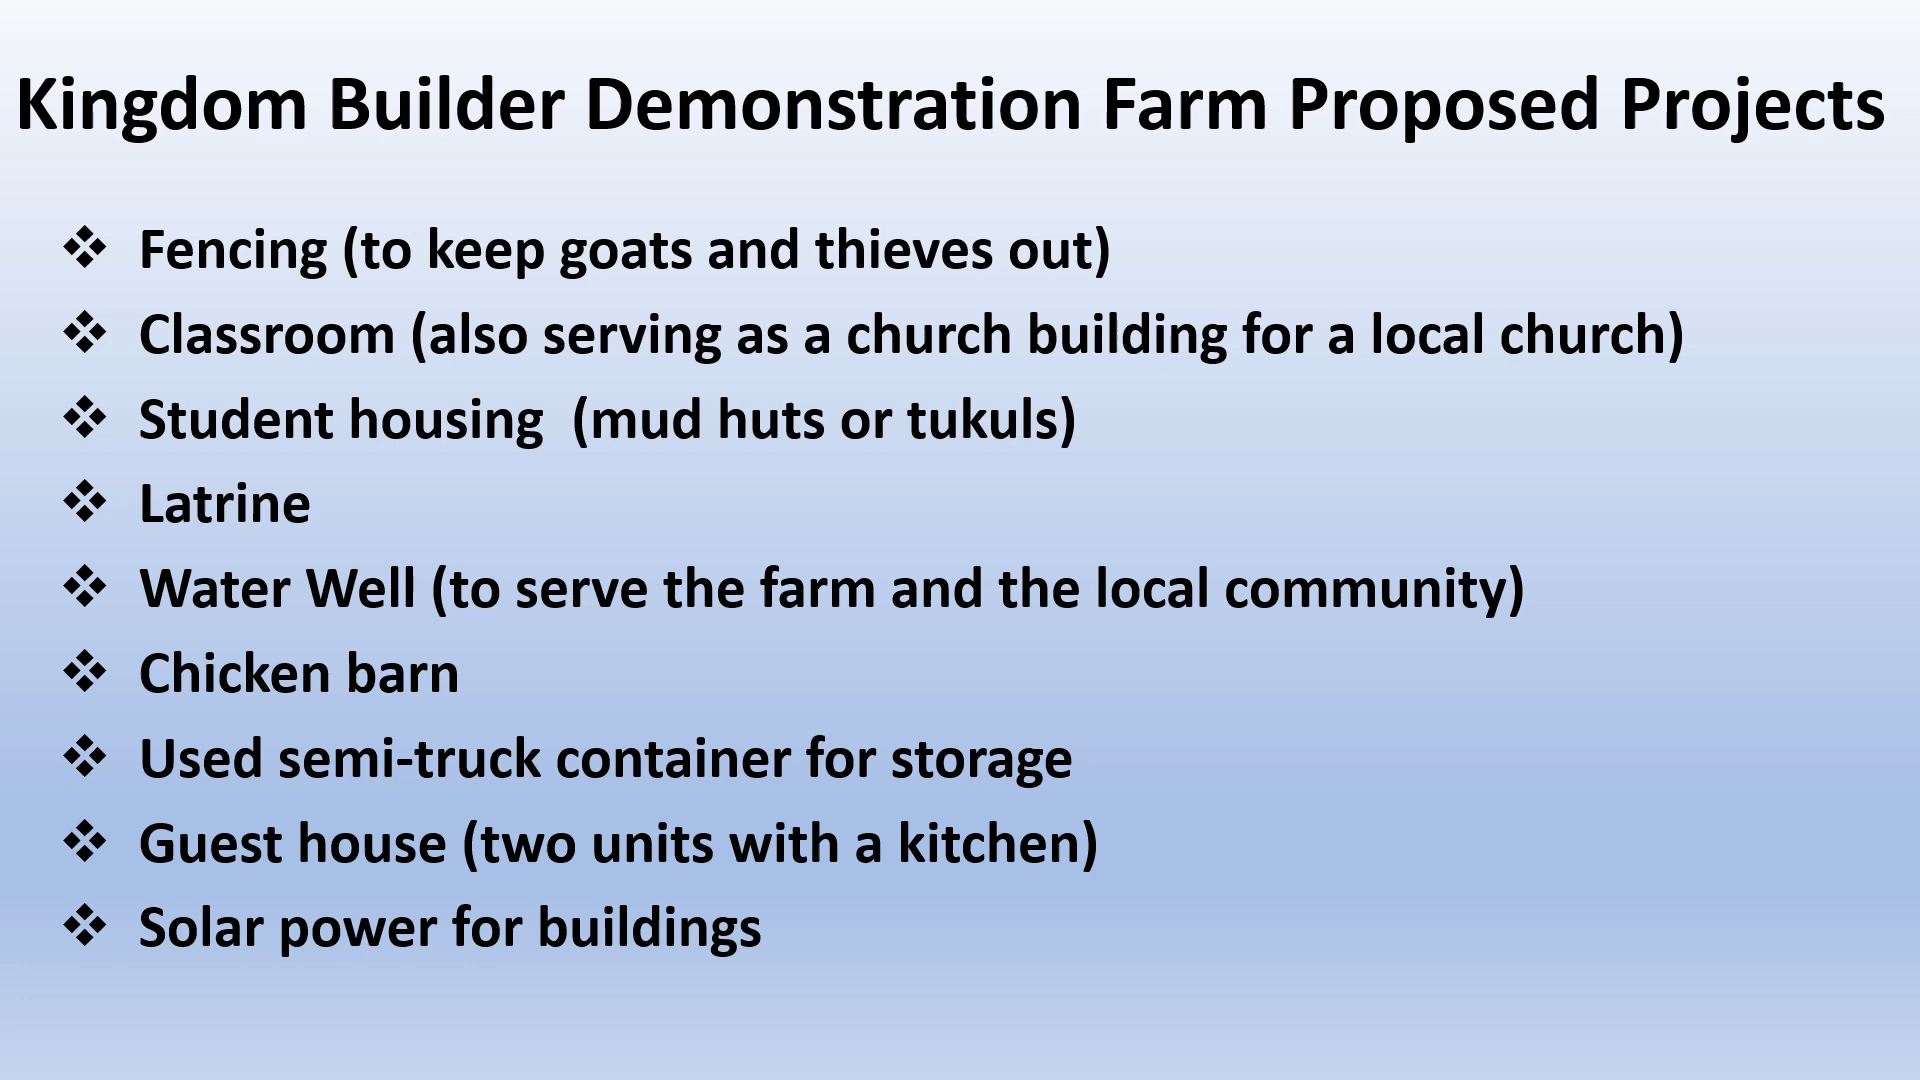 Kingdom Builder Demonstration Farm Proposed Projects
❖ Fencing (to keep goats and thieves out)
❖ Classroom (also serving as a church building for a local church)
❖ Student housing  (mud huts or tukuls)
❖ Latrine
❖ Water Well (to serve the farm and the local community)
❖ Chicken barn
❖ Used semi-truck container for storage
❖ Guest house (two units with a kitchen)
❖ Solar power for buildings